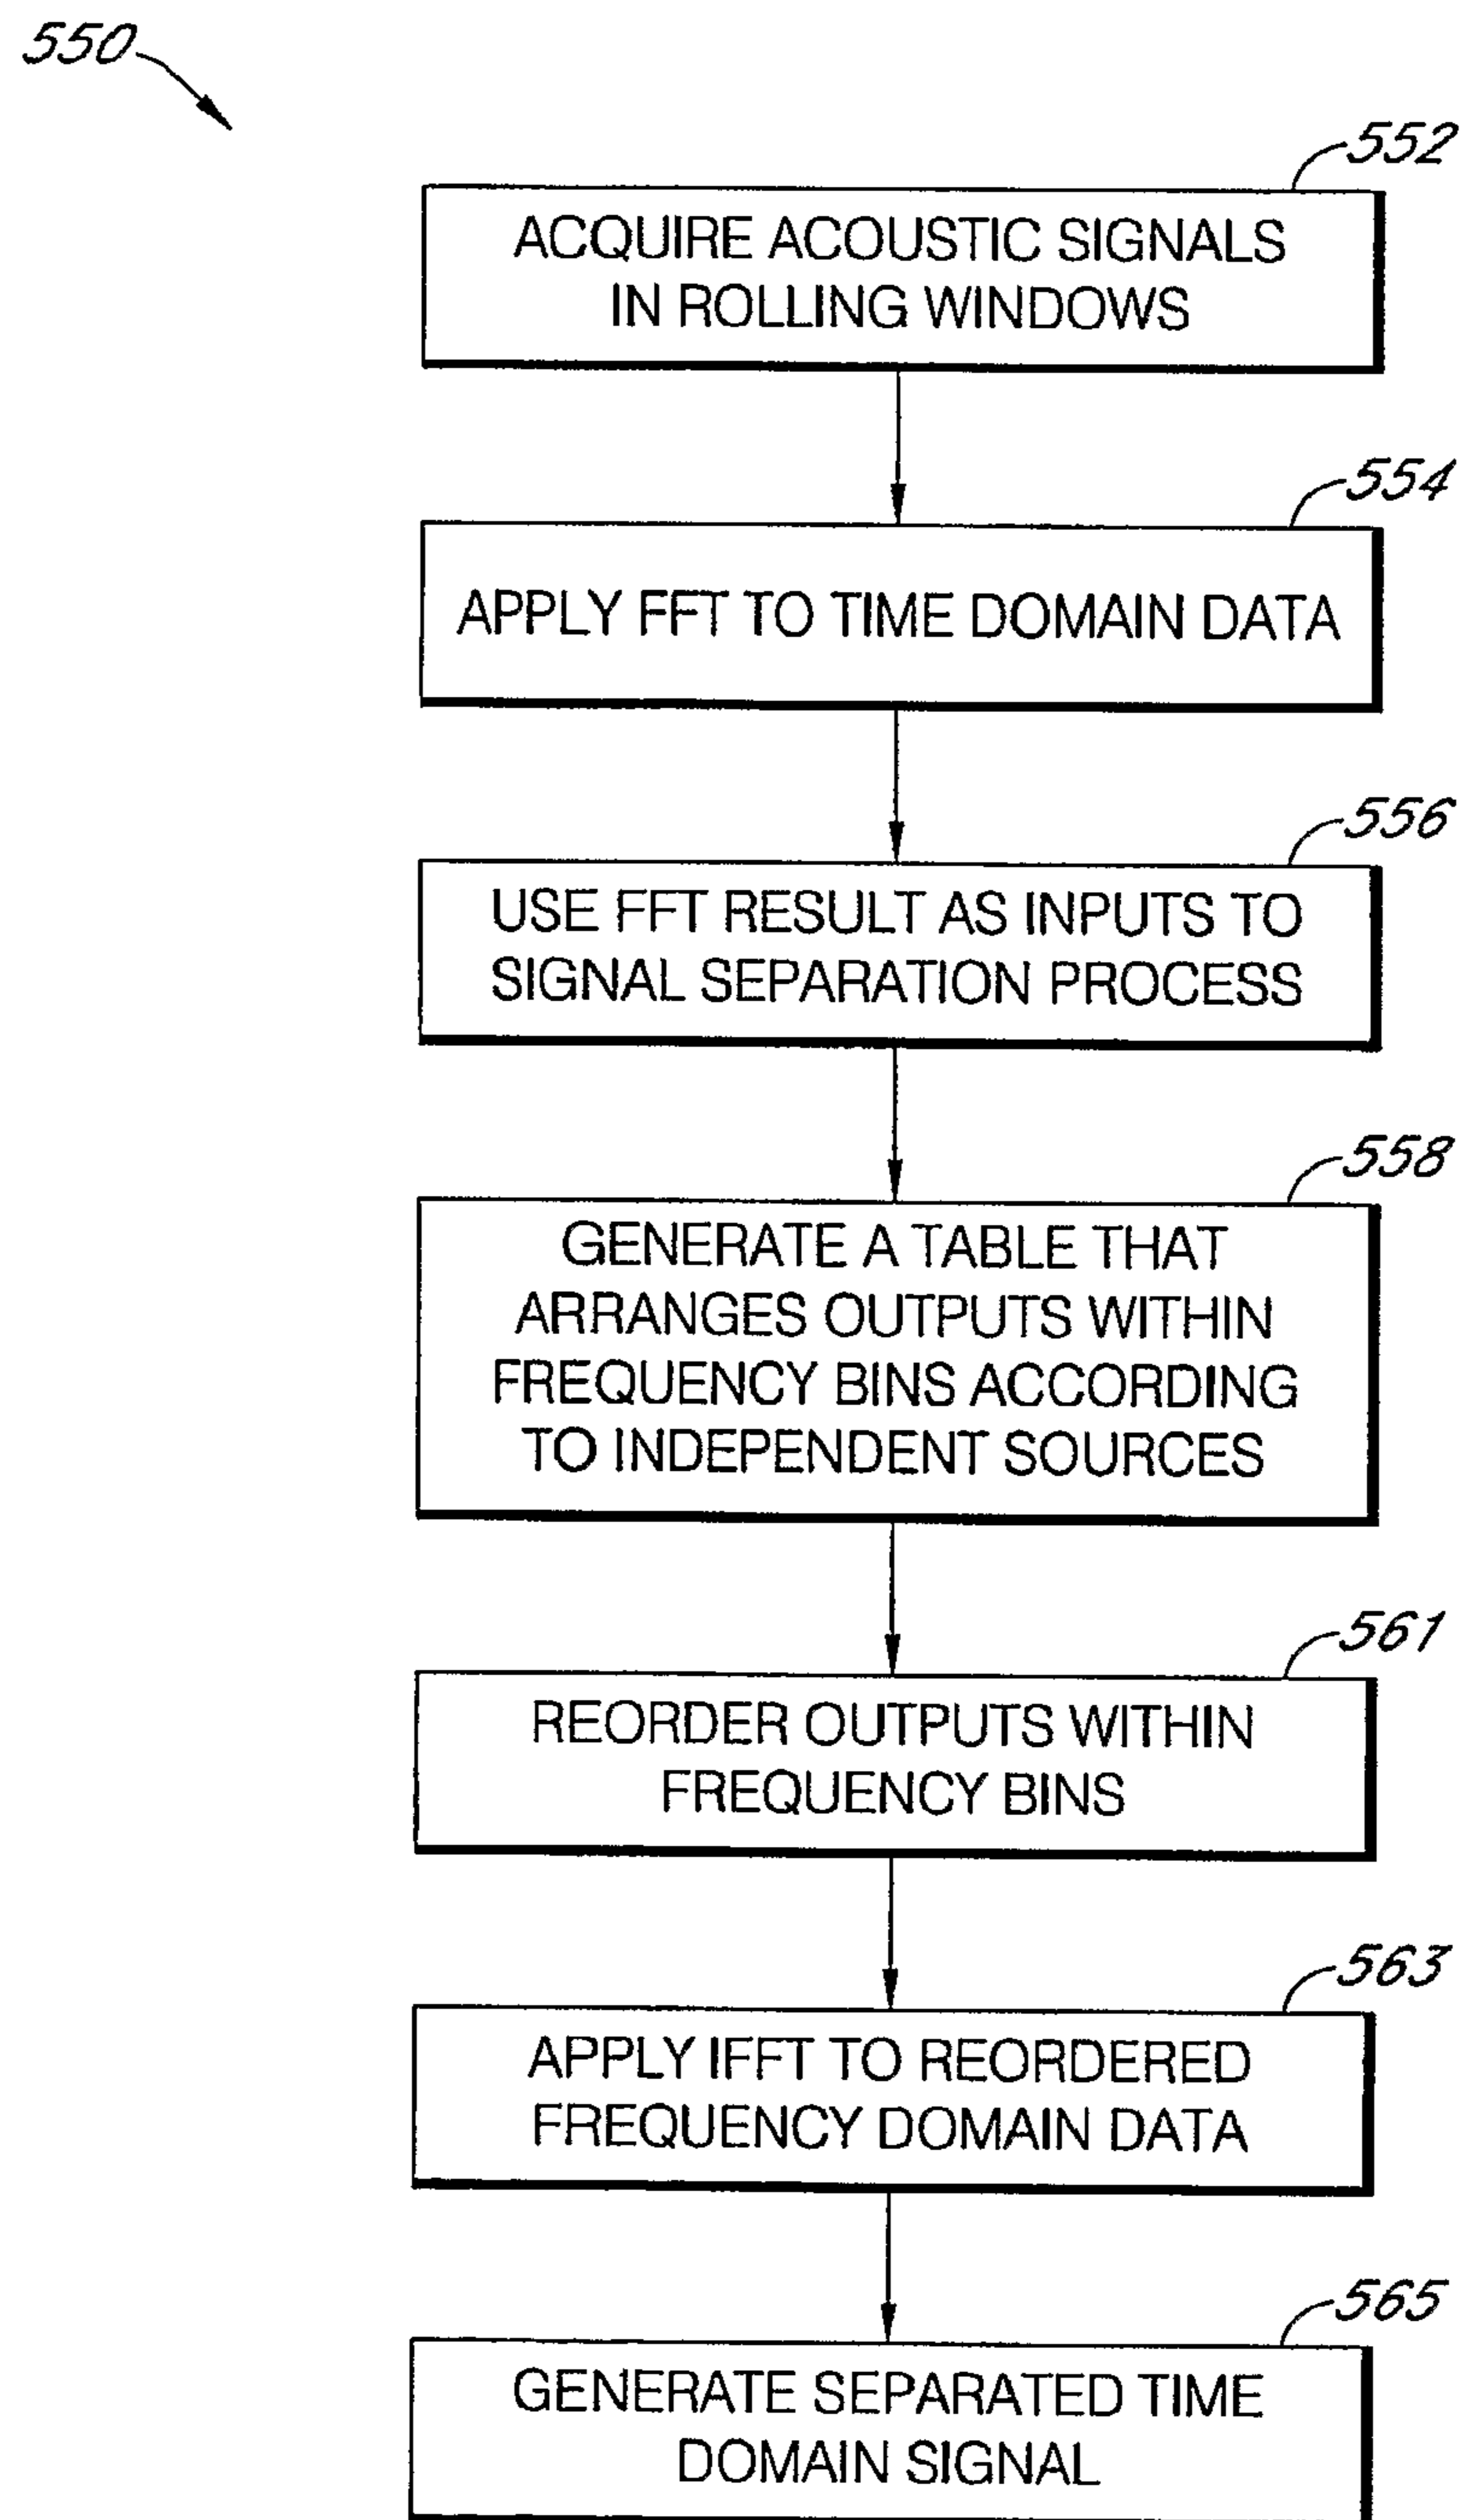 550
552
ACQUIRE ACOUSTIC SIGNALS
IN ROLLING WINDOWS
554
APPLY FFT TO TIME DOMAIN DATA
556
USE FFT RESULT AS INPUTS TO
SIGNAL SEPARATION PROCESS
558
GENERATE A TABLE THAT
ARRANGES OUTPUTS WITHIN
FREQUENCY BINS ACCORDING
TO INDEPENDENT SOURCES
561
REORDER OUTPUTS WITHIN
FREQUENCY BINS
563
APPLY IFFT TO REORDERED
FREQUENCY DOMAIN DATA
565
GENERATE SEPARATED TIME
DOMAIN SIGNAL